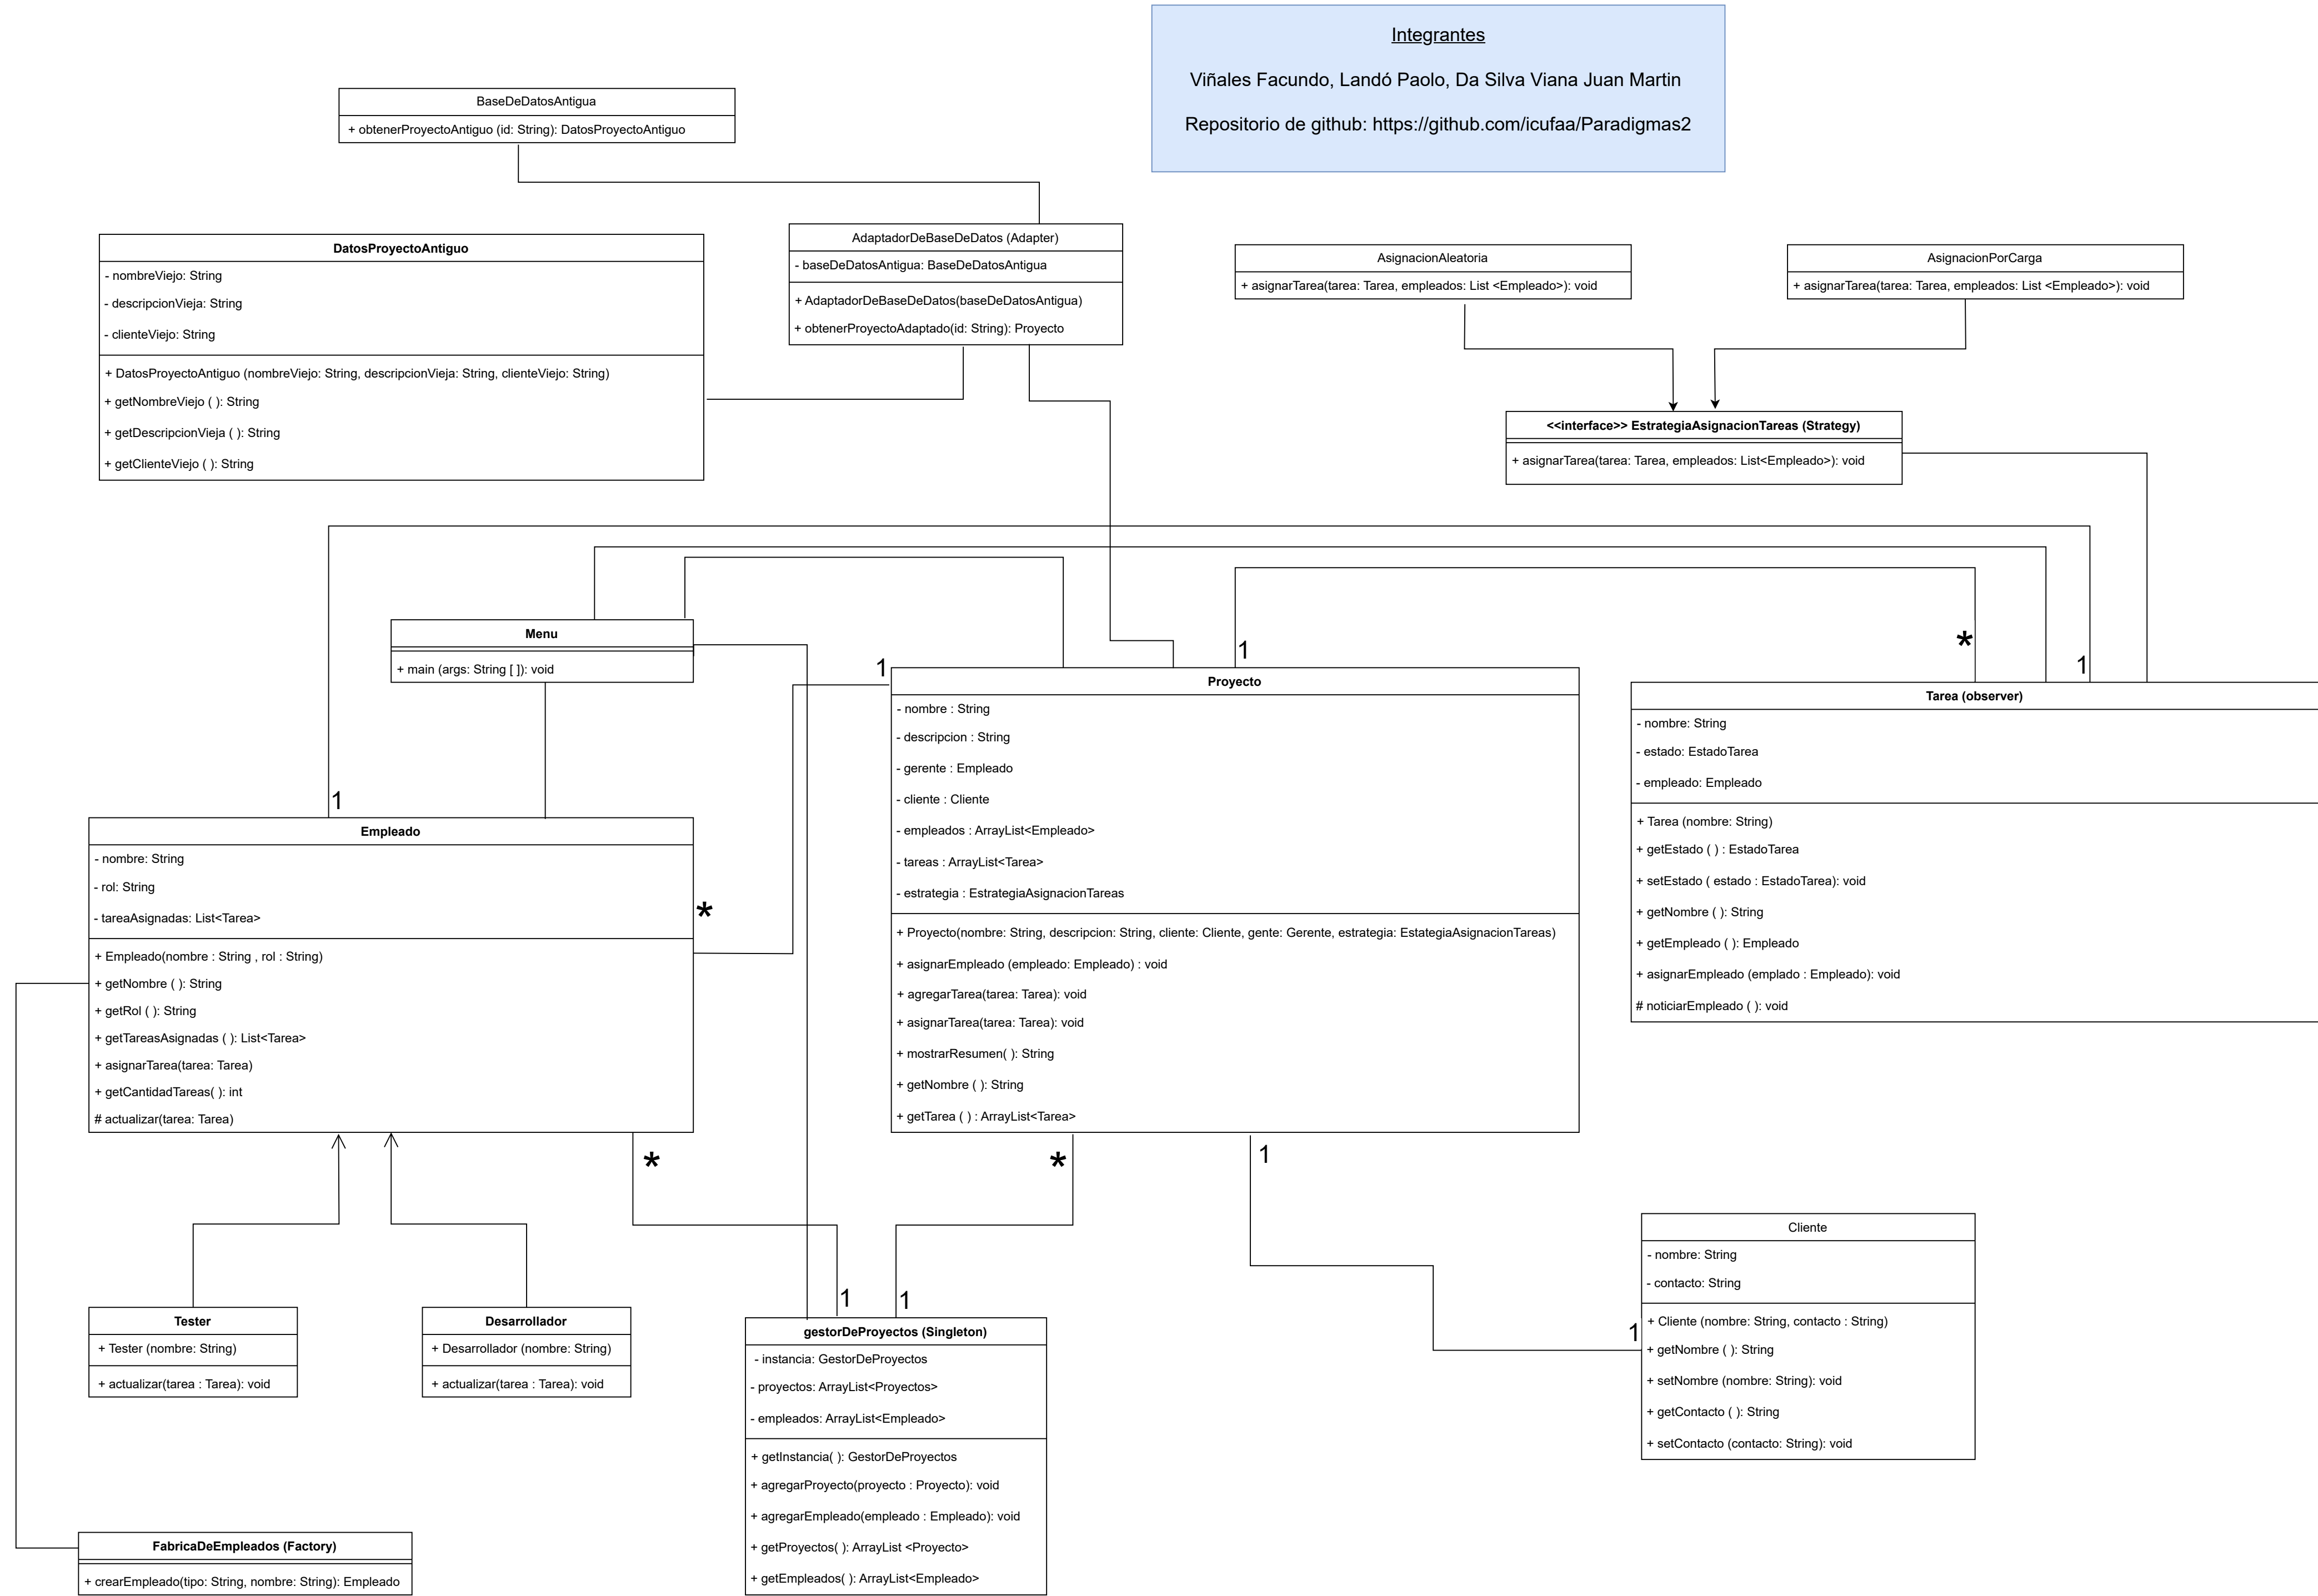 Integrantes
Viñales Facundo, Landó Paolo, Da Silva Viana Juan Martin
Repositorio de github: https://github.com/icufaa/Paradigmas2
BaseDeDatosAntigua
+ obtenerProyectoAntiguo (id: String): DatosProyectoAntiguo
DatosProyectoAntiguo
- nombreViejo: String
- descripcionVieja: String
- clienteViejo: String
+ DatosProyectoAntiguo (nombreViejo: String, descripcionVieja: String, clienteViejo: String)
+ getNombreViejo ( ): String
+ getDescripcionVieja ( ): String
+ getClienteViejo ( ): String
AdaptadorDeBaseDeDatos (Adapter)
- baseDeDatosAntigua: BaseDeDatosAntigua
+ AdaptadorDeBaseDeDatos(baseDeDatosAntigua)
+ obtenerProyectoAdaptado(id: String): Proyecto
AsignacionAleatoria
+ asignarTarea(tarea: Tarea, empleados: List <Empleado>): void
AsignacionPorCarga
+ asignarTarea(tarea: Tarea, empleados: List <Empleado>): void
<<interface>> EstrategiaAsignacionTareas (Strategy)
+ asignarTarea(tarea: Tarea, empleados: List<Empleado>): void
Menu
+ main (args: String [ ]): void
1
1
*
1
1
*
Proyecto
- nombre : String
- descripcion : String
- gerente : Empleado
- cliente : Cliente
- empleados : ArrayList<Empleado>
- tareas : ArrayList<Tarea>
- estrategia : EstrategiaAsignacionTareas
+ Proyecto(nombre: String, descripcion: String, cliente: Cliente, gente: Gerente, estrategia: EstategiaAsignacionTareas)
+ asignarEmpleado (empleado: Empleado) : void
+ agregarTarea(tarea: Tarea): void
+ asignarTarea(tarea: Tarea): void
+ mostrarResumen( ): String
+ getNombre ( ): String
+ getTarea ( ) : ArrayList<Tarea>
Tarea (observer)
- nombre: String
- estado: EstadoTarea
- empleado: Empleado
+ Tarea (nombre: String)
+ getEstado ( ) : EstadoTarea
+ setEstado ( estado : EstadoTarea): void
+ getNombre ( ): String
+ getEmpleado ( ): Empleado
+ asignarEmpleado (emplado : Empleado): void
# noticiarEmpleado ( ): void
Empleado
- nombre: String
- rol: String
- tareaAsignadas: List<Tarea>
+ Empleado(nombre : String , rol : String)
+ getNombre ( ): String
+ getRol ( ): String
+ getTareasAsignadas ( ): List<Tarea>
+ asignarTarea(tarea: Tarea)
+ getCantidadTareas( ): int
# actualizar(tarea: Tarea)
*
*
1
1
1
1
Tester
+ Tester (nombre: String)
+ actualizar(tarea : Tarea): void
Desarrollador
+ Desarrollador (nombre: String)
+ actualizar(tarea : Tarea): void
gestorDeProyectos (Singleton)
- instancia: GestorDeProyectos
- proyectos: ArrayList<Proyectos>
- empleados: ArrayList<Empleado>
+ getInstancia( ): GestorDeProyectos
+ agregarProyecto(proyecto : Proyecto): void
+ agregarEmpleado(empleado : Empleado): void
+ getProyectos( ): ArrayList <Proyecto>
+ getEmpleados( ): ArrayList<Empleado>
Cliente
- nombre: String
- contacto: String
+ Cliente (nombre: String, contacto : String)
+ getNombre ( ): String
+ setNombre (nombre: String): void
+ getContacto ( ): String
+ setContacto (contacto: String): void
FabricaDeEmpleados (Factory)
+ crearEmpleado(tipo: String, nombre: String): Empleado
*